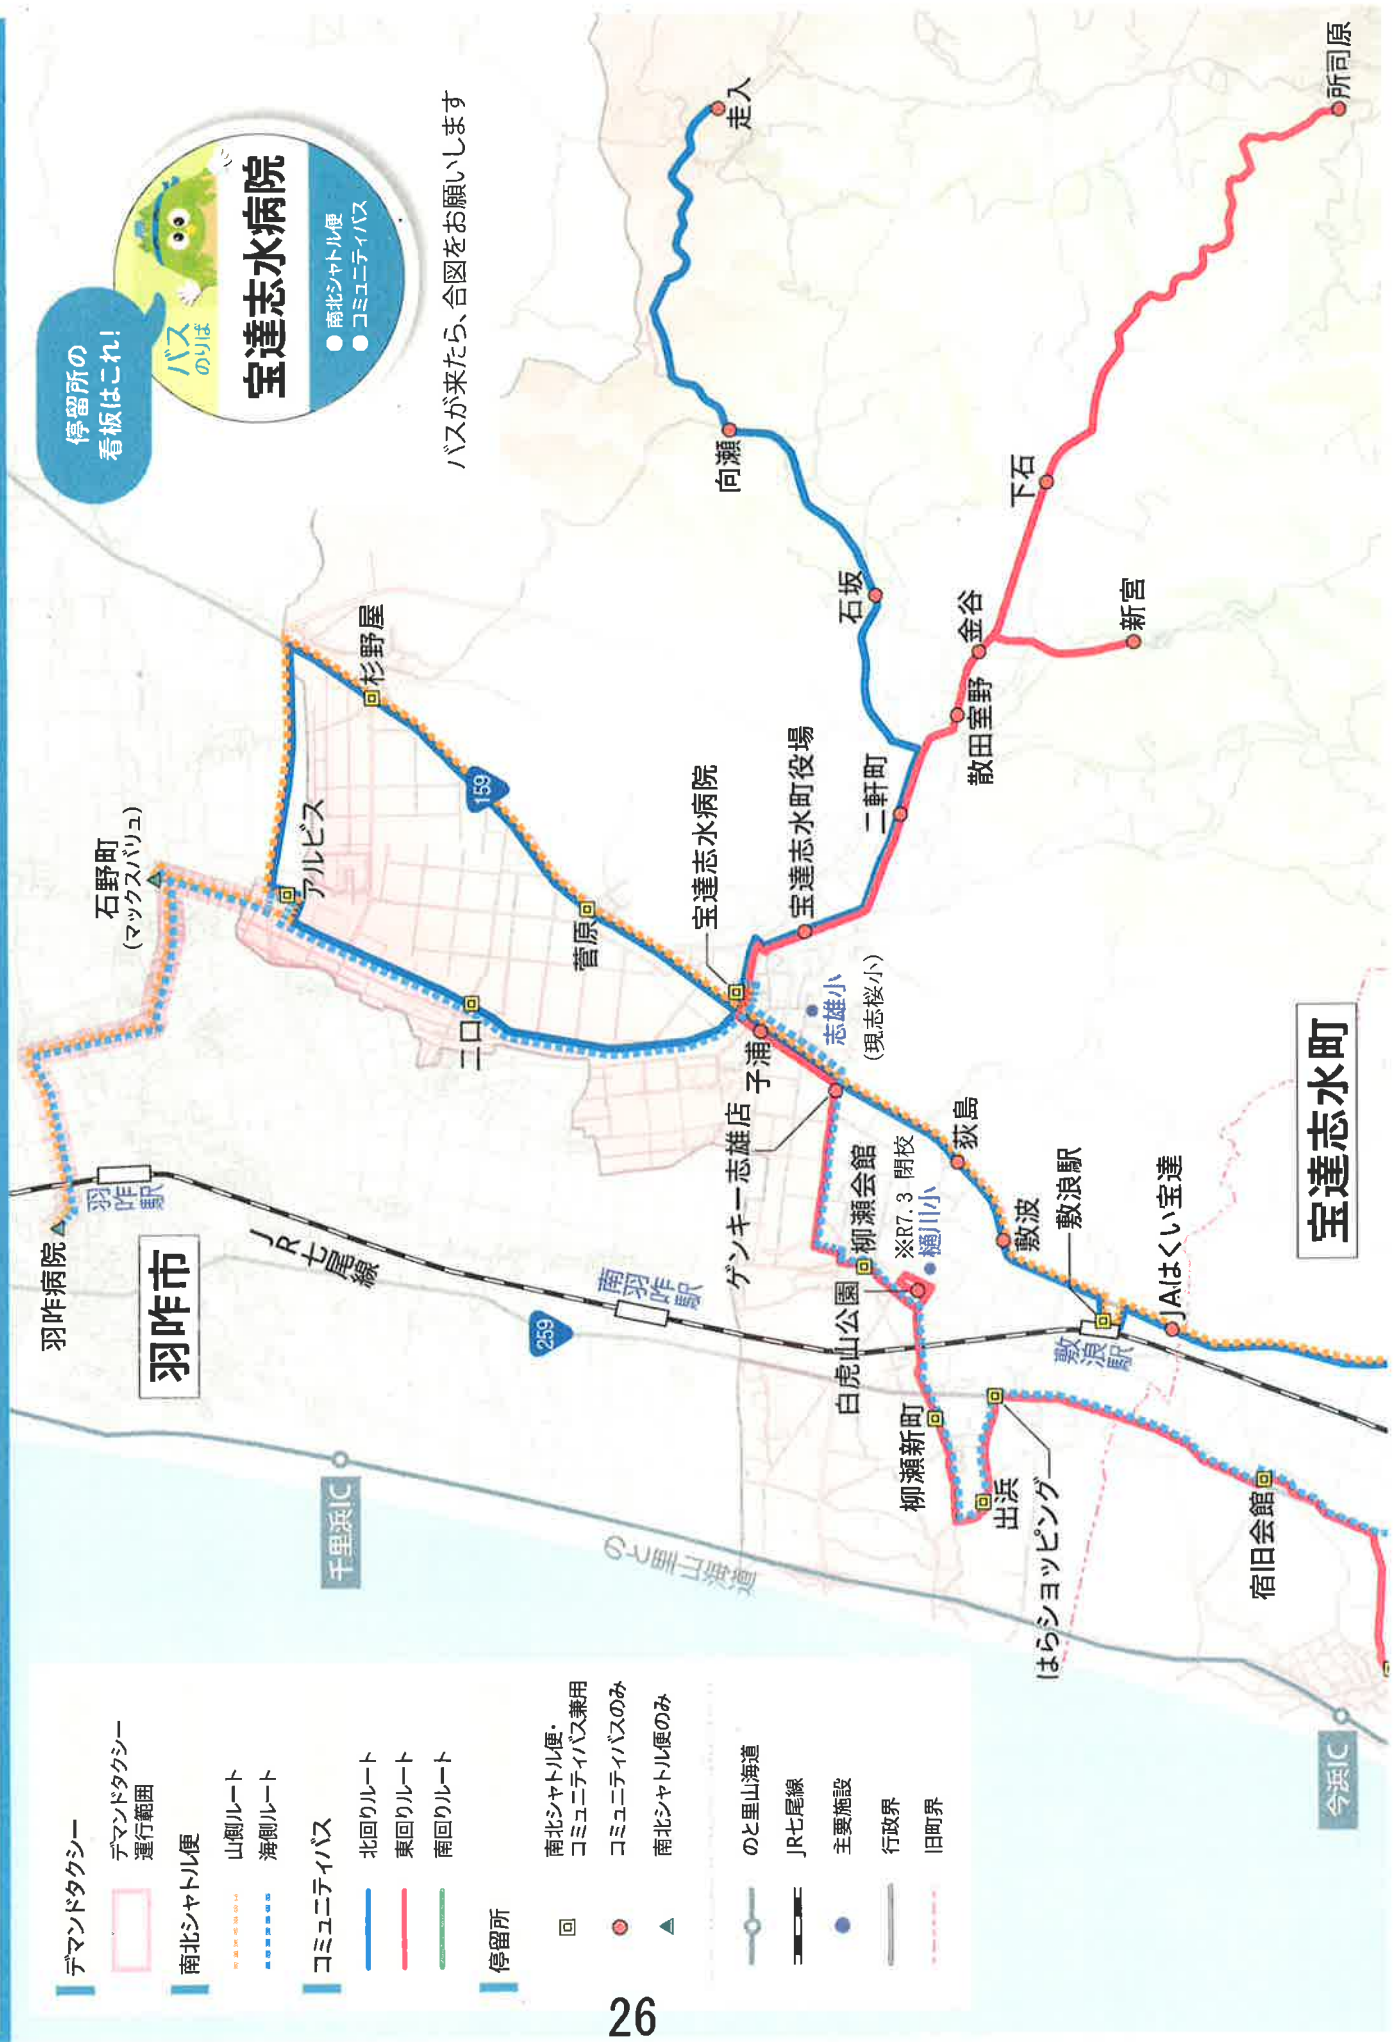 デマンドタクシー
デマンドタクシー
運行範囲
南北シャトル便
山側ルート
海側ルート
コミュニティバス
北回りルート
東回りルート
南回りルート
停留所
南北シャトル便・
コミュニティバス兼用
コミュニティバスのみ
南北シャトル便のみ
のと里山海道
JR七尾線
主要施設
行政界
旧町界
停留所の
看板はこれ!
バス
のりば
宝達志水病院
● 南北シャトル便
● コミュニティバス
バスが来たら、合図をお願いします
羽咋市
羽咋病院
羽咋駅
石野町
(マックスバリュ)
アルビス
杉野屋
159
二口
菅原
JR七尾線
南羽咋駅
259
千里浜IC
のと里山海道
宝達志水病院
宝達志水町役場
子浦
ゲンキー志雄店
志雄小
(現志桜小)
二軒町
石坂
向瀬
走入
散田室野
金谷
新宮
下石
所司原
柳瀬会館
※R7.3 閉校
樋川小
白虎山公園
柳瀬新町
出浜
はらショッピング
荻島
敷波
敷浪駅
敷浪駅
JAはくい宝達
宿旧会館
宝達志水町
今浜IC
26